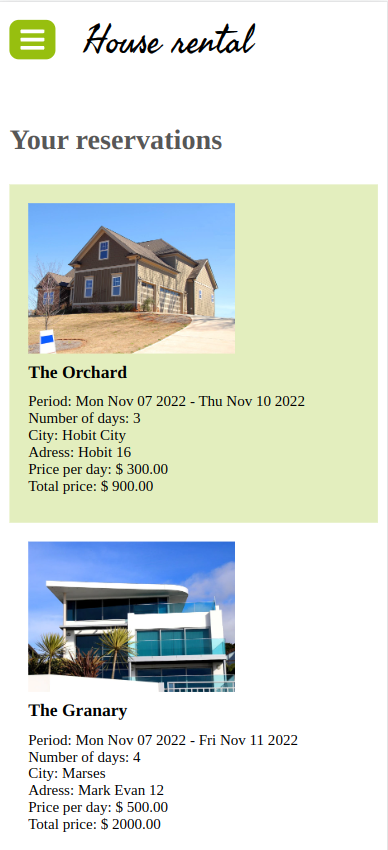 House rental
Your reservations
The Orchard
Period: Mon Nov 07 2022 - Thu Nov 10 2022
Number of days: 3
City: Hobit City
Adress: Hobit 16
Price per day: $ 300.00
Total price: $ 900.00
The Granary
Period: Mon Nov 07 2022 - Fri Nov 11 2022
Number of days: 4
City: Marses
Adress: Mark Evan 12
Price per day: $ 500.00
Total price: $ 2000.00